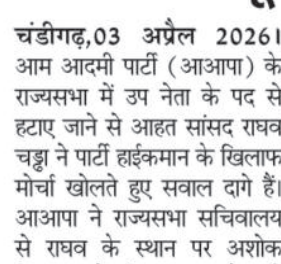 चंडीगढ़,03 अप्रैल 2026।
आम आदमी पार्टी (आआपा) के
राज्यसभा में उप नेता के पद से
हटाए जाने से आहत सांसद राघव
चड्ढा ने पार्टी हाईकमान के खिलाफ
मोर्चा खोलते हुए सवाल दागे हैं।
आआपा ने राज्यसभा सचिवालय
से राघव के स्थान पर अशोक